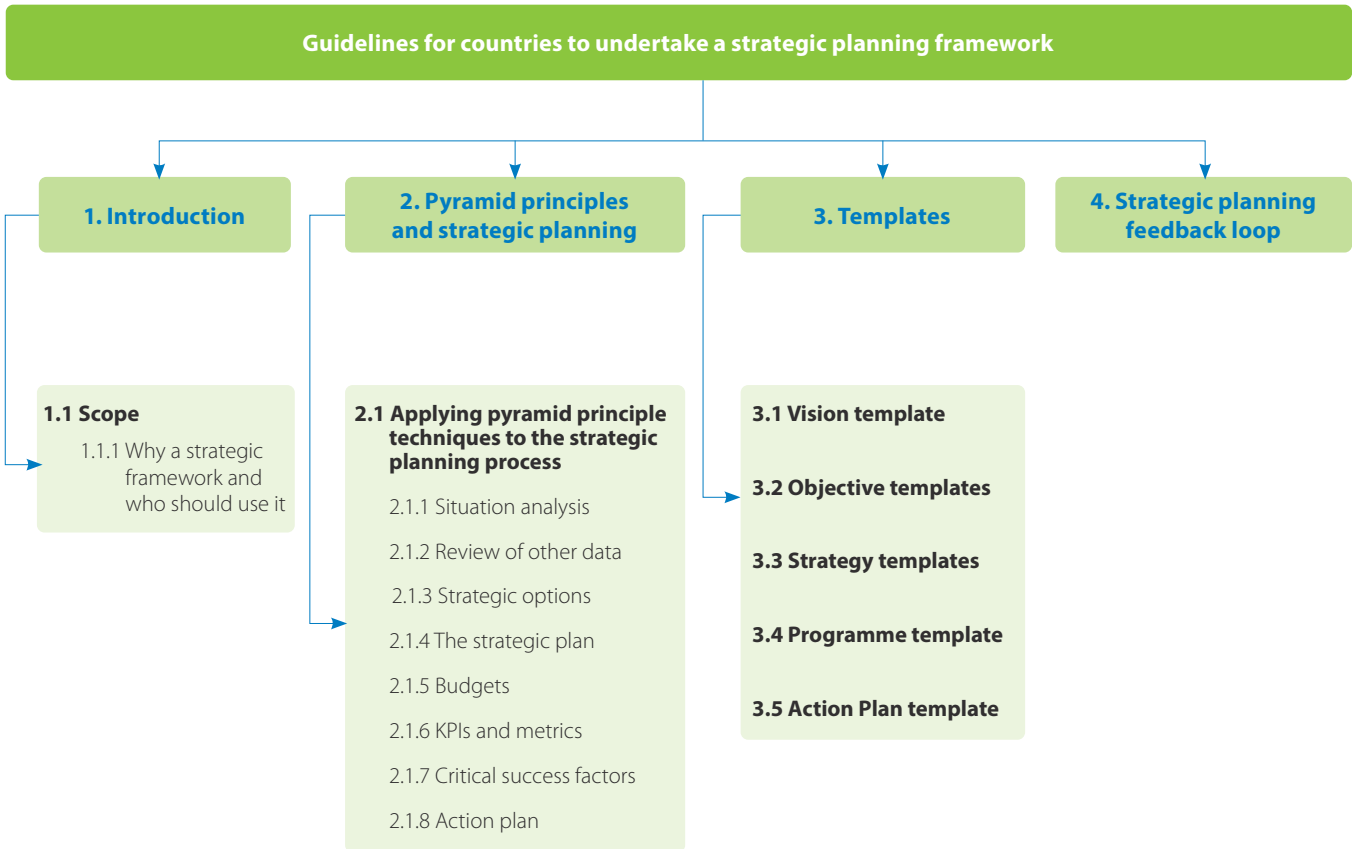 Guidelines for countries to undertake a strategic planning framework
1. Introduction
2. Pyramid principles
and strategic planning
3. Templates
4. Strategic planning
feedback loop
1.1 Scope
1.1.1 Why a strategic
framework and
who should use it
2.1 Applying pyramid principle
techniques to the strategic
planning process
2.1.1 Situation analysis
2.1.2 Review of other data
2.1.3 Strategic options
2.1.4 The strategic plan
2.1.5 Budgets
2.1.6 KPIs and metrics
2.1.7 Critical success factors
2.1.8 Action plan
3.1 Vision template
3.2 Objective templates
3.3 Strategy templates
3.4 Programme template
3.5 Action Plan template